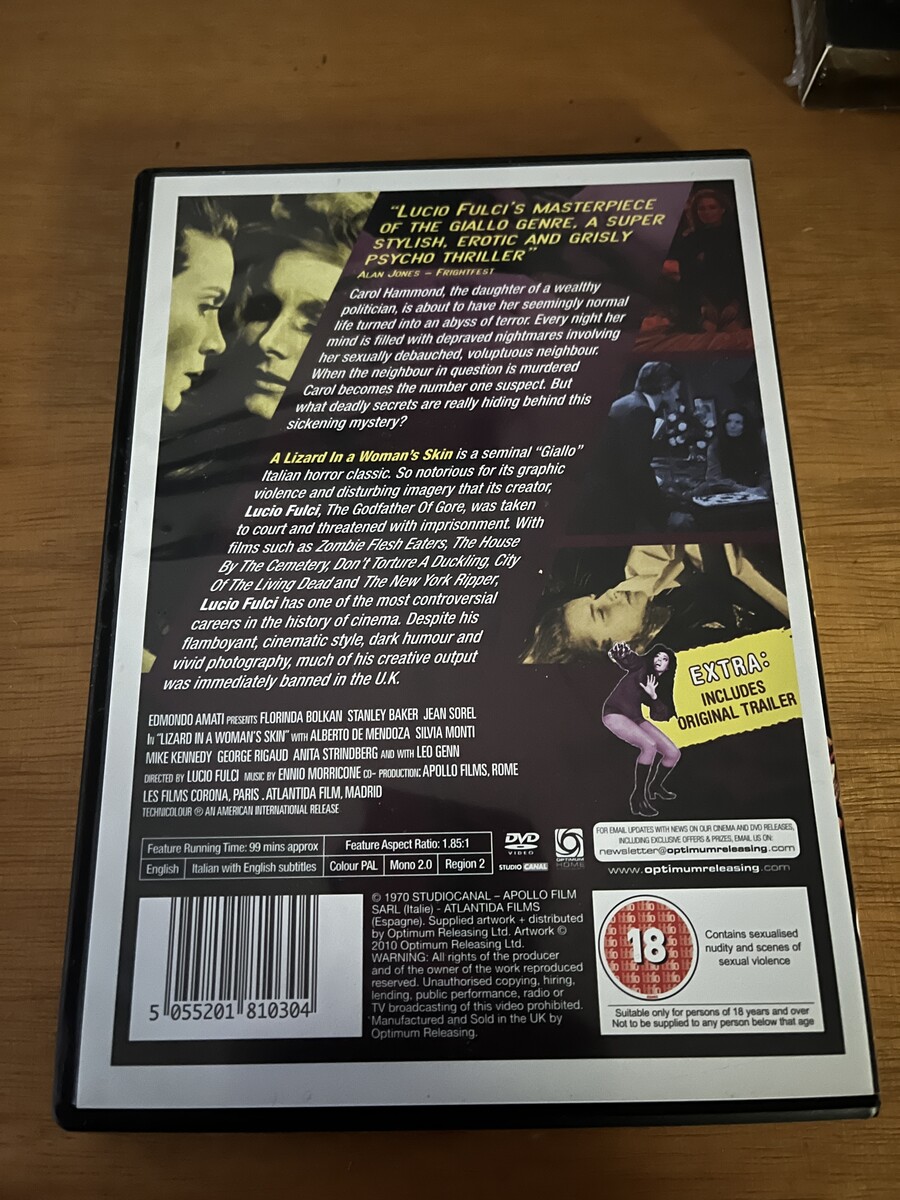 "LUCIO FULCI'S MASTERPIECE
OF THE GIALLO GENRE, A SUPER
STYLISH, EROTIC AND GRISLY
PSYCHO THRILLER"
ALAN JONES – FRIGHTFEST
Carol Hammond, the daughter of a wealthy
politician, is about to have her seemingly normal
life turned into an abyss of terror. Every night her
mind is filled with depraved nightmares involving
her sexually debauched, voluptuous neighbour.
When the neighbour in question is murdered
Carol becomes the number one suspect. But
what deadly secrets are really hiding behind this
sickening mystery?
A Lizard In a Woman's Skin is a seminal "Giallo"
Italian horror classic. So notorious for its graphic
violence and disturbing imagery that its creator,
Lucio Fulci, The Godfather Of Gore, was taken
to court and threatened with imprisonment. With
films such as Zombie Flesh Eaters, The House
By The Cemetery, Don't Torture A Duckling, City
Of The Living Dead and The New York Ripper,
Lucio Fulci has one of the most controversial
careers in the history of cinema. Despite his
flamboyant, cinematic style, dark humour and
vivid photography, much of his creative output
was immediately banned in the U.K.
EXTRA:
INCLUDES
ORIGINAL TRAILER
EDMONDO AMATI PRESENTS FLORINDA BOLKAN STANLEY BAKER JEAN SOREL
IN "LIZARD IN A WOMAN'S SKIN" WITH ALBERTO DE MENDOZA SILVIA MONTI
MIKE KENNEDY GEORGE RIGAUD ANITA STRINDBERG AND WITH LEO GENN
DIRECTED BY LUCIO FULCI MUSIC BY ENNIO MORRICONE CO- PRODUCTION: APOLLO FILMS, ROME
LES FILMS CORONA, PARIS . ATLANTIDA FILM, MADRID
TECHNICOLOUR ® AN AMERICAN INTERNATIONAL RELEASE
Feature Running Time: 99 mins approx
Feature Aspect Ratio: 1.85:1
English
Italian with English subtitles
Colour PAL
Mono 2.0
Region 2
DVD
VIDEO
STUDIO CANAL
OPTIMUM
HOME
FOR EMAIL UPDATES WITH NEWS ON OUR CINEMA AND DVD RELEASES,
INCLUDING EXCLUSIVE OFFERS & PRIZES, EMAIL US ON:
newsletter@optimumreleasing.com
www.optimumreleasing.com
5 055201 810304
© 1970 STUDIOCANAL – APOLLO FILM
SARL (Italie) - ATLANTIDA FILMS
(Espagne). Supplied artwork + distributed
by Optimum Releasing Ltd. Artwork ©
2010 Optimum Releasing Ltd.
WARNING: All rights of the producer
and of the owner of the work reproduced
reserved. Unauthorised copying, hiring,
lending, public performance, radio or
TV broadcasting of this video prohibited.
Manufactured and Sold in the UK by
Optimum Releasing.
18
Contains sexualised
nudity and scenes of
sexual violence
Suitable only for persons of 18 years and over
Not to be supplied to any person below that age